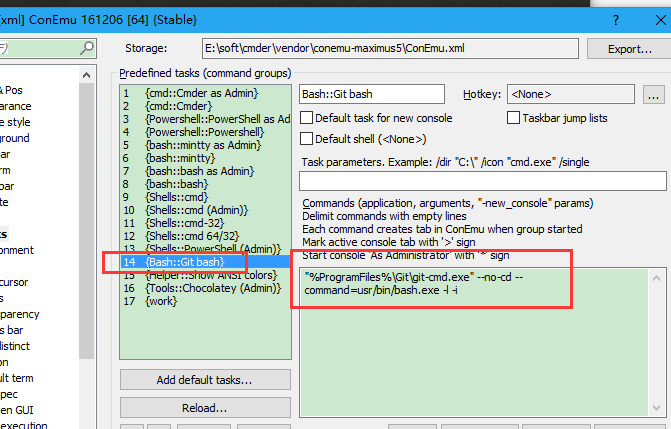 [xml] ConEmu 161206 [64] {Stable}
Storage:
E:\soft\cmder\vendor\conemu-maximus5\ConEmu.xml
Export...
& Pos
arance
e style
ground
bar
rm
bar
te
ks
onment
cursor
s
parency
s bar
distinct
on
ult term
pec
en GUI
Predefined tasks (command groups)
1 {cmd::Cmder as Admin}
2 {cmd::Cmder}
3 {Powershell::PowerShell as Ad
4 {Powershell::Powershell}
5 {bash::mintty as Admin}
6 {bash::mintty}
7 {bash::bash as Admin}
8 {bash::bash}
9 {Shells::cmd}
10 {Shells::cmd (Admin)}
11 {Shells::cmd-32}
12 {Shells::cmd 64/32}
13 {Shells::PowerShell (Admin)}
14 {Bash::Git bash}
15 {Helper::Show ANSI colors}
16 {Tools::Chocolatey (Admin)}
17 {work}
Add default tasks...
Reload...
Bash::Git bash
Hotkey:
<None>
...
Default task for new console
Taskbar jump lists
Default shell (<None>)
Task parameters. Example: /dir "C:\" /icon "cmd.exe" /single
Commands (application, arguments, "-new_console" params)
Delimit commands with empty lines
Each command creates tab in ConEmu when group started
Mark active console tab with '>' sign
Start console 'As Administrator' with '*' sign
"%ProgramFiles%\Git\git-cmd.exe" --no-cd --
command=usr/bin/bash.exe -l -i